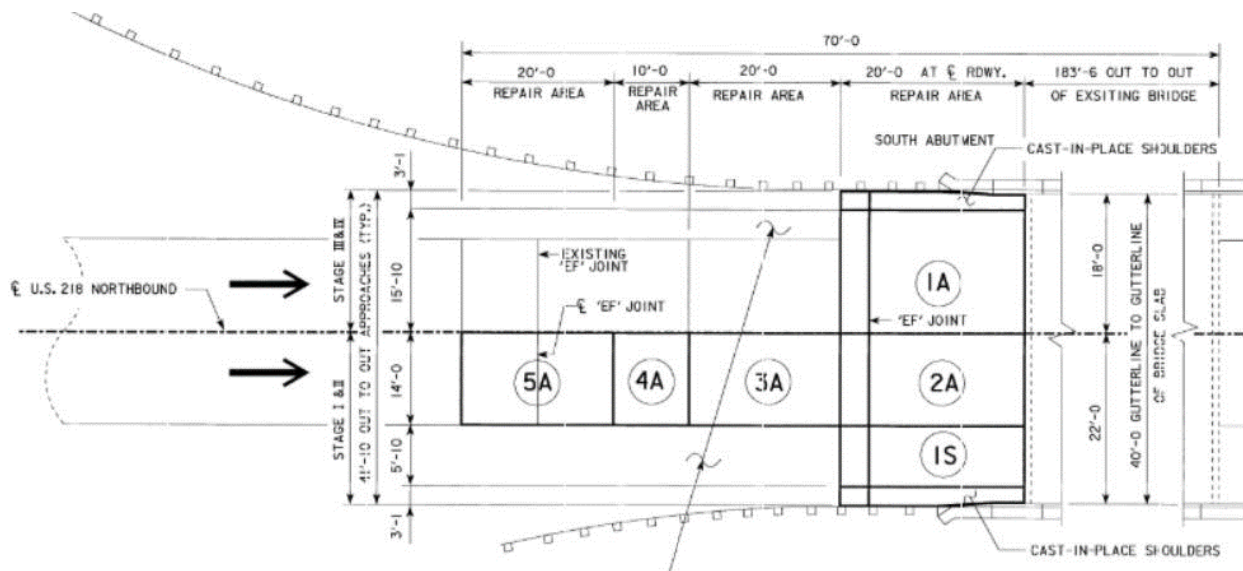 70'-0
20'-0
REPAIR AREA
10'-0
REPAIR
AREA
20'-0
REPAIR AREA
20'-0 AT ℄ RDWY.
REPAIR AREA
183'-6 OUT TO OUT
OF EXSITING BRIDGE
SOUTH ABUTMENT
CAST-IN-PLACE SHOULDERS
3'-1
STAGE III & IV
41'-10 OUT TO OUT
APPROACHES (TYP.)
15'-10
EXISTING
'EF' JOINT
℄ U.S. 218 NORTHBOUND
℄ 'EF' JOINT
1A
'EF' JOINT
18'-0
40'-0 GUTTERLINE TO GUTTERLINE
OF BRIDGE SLAB
STAGE I & II
14'-0
5A
4A
3A
2A
22'-0
5'-10
1S
3'-1
CAST-IN-PLACE SHOULDERS